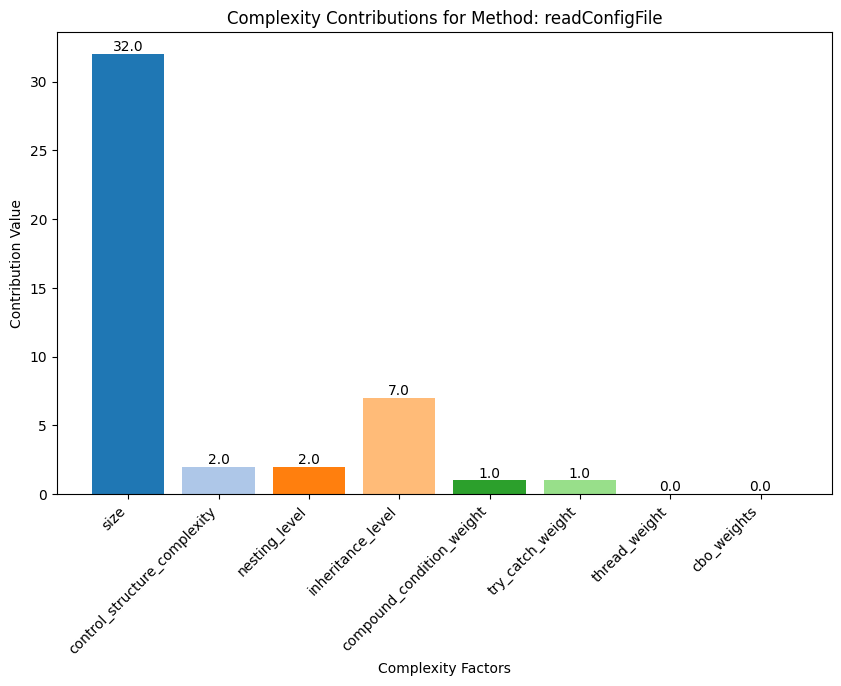 Complexity Contributions for Method: readConfigFile
Contribution Value
30
25
20
15
10
5
0
32.0
2.0
2.0
7.0
1.0
1.0
0.0
0.0
size
control_structure_complexity
nesting_level
inheritance_level
compound_condition_weight
try_catch_weight
thread_weight
cbo_weights
Complexity Factors